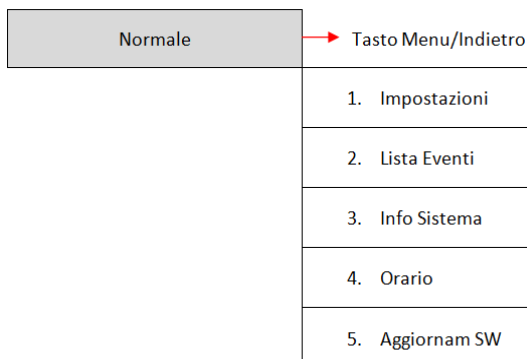 Normale
Tasto Menu/Indietro
1. Impostazioni
2. Lista Eventi
3. Info Sistema
4. Orario
5. Aggiornam SW